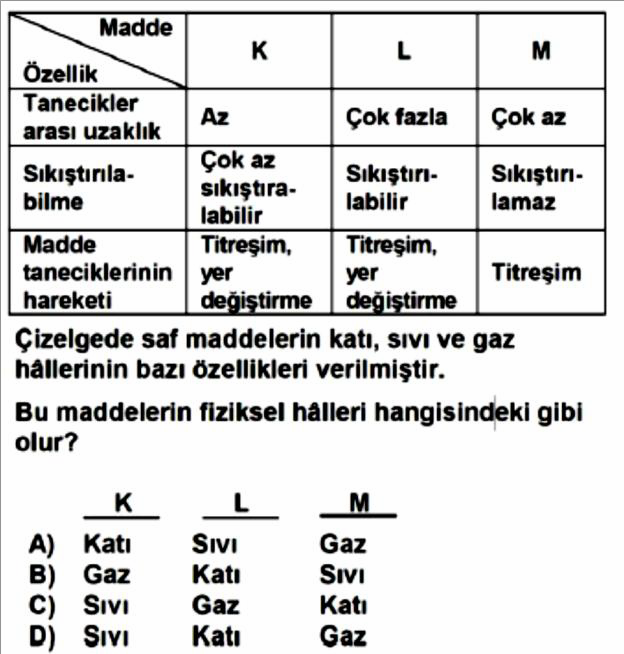 Madde
Özellik
K L M
Tanecikler
arası uzaklık
Az
Çok fazla
Çok az
Sıkıştırıla-
bilme
Çok az
sıkıştıra-
labilir
Sıkıştırı-
labilir
Sıkıştırı-
lamaz
Madde
taneciklerinin
hareketi
Titreşim,
yer
değiştirme
Titreşim,
yer
değiştirme
Titreşim
Çizelgede saf maddelerin katı, sıvı ve gaz
hâllerinin bazı özellikleri verilmiştir.
Bu maddelerin fiziksel hâlleri hangisindeki gibi
olur?
K L M
A) Katı Sıvı Gaz
B) Gaz Katı Sıvı
C) Sıvı Gaz Katı
D) Sıvı Katı Gaz